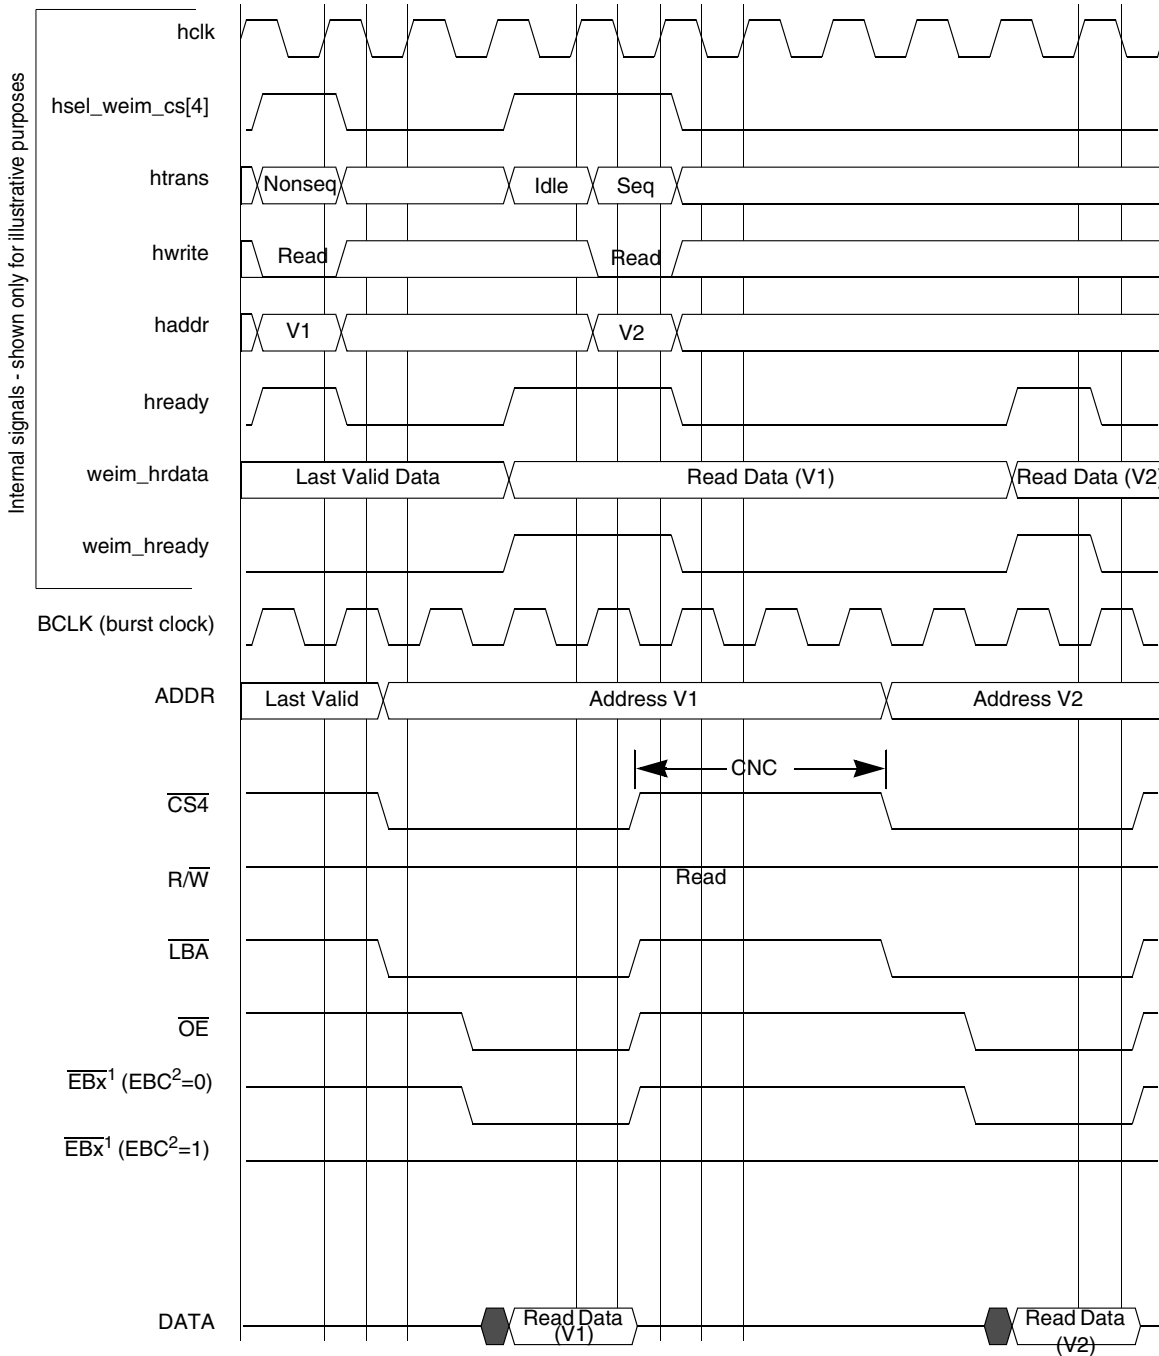 Internal signals - shown only for illustrative purposes
hclk
hsel_weim_cs[4]
htrans Nonseq Idle Seq
hwrite Read Read
haddr V1 V2
hready
weim_hrdata Last Valid Data Read Data (V1) Read Data (V2)
weim_hready
BCLK (burst clock)
ADDR Last Valid Address V1 Address V2
CNC
CS4
R/W Read
LBA
OE
EBx1 (EBC2=0)
EBx1 (EBC2=1)
DATA Read Data (V1) Read Data (V2)